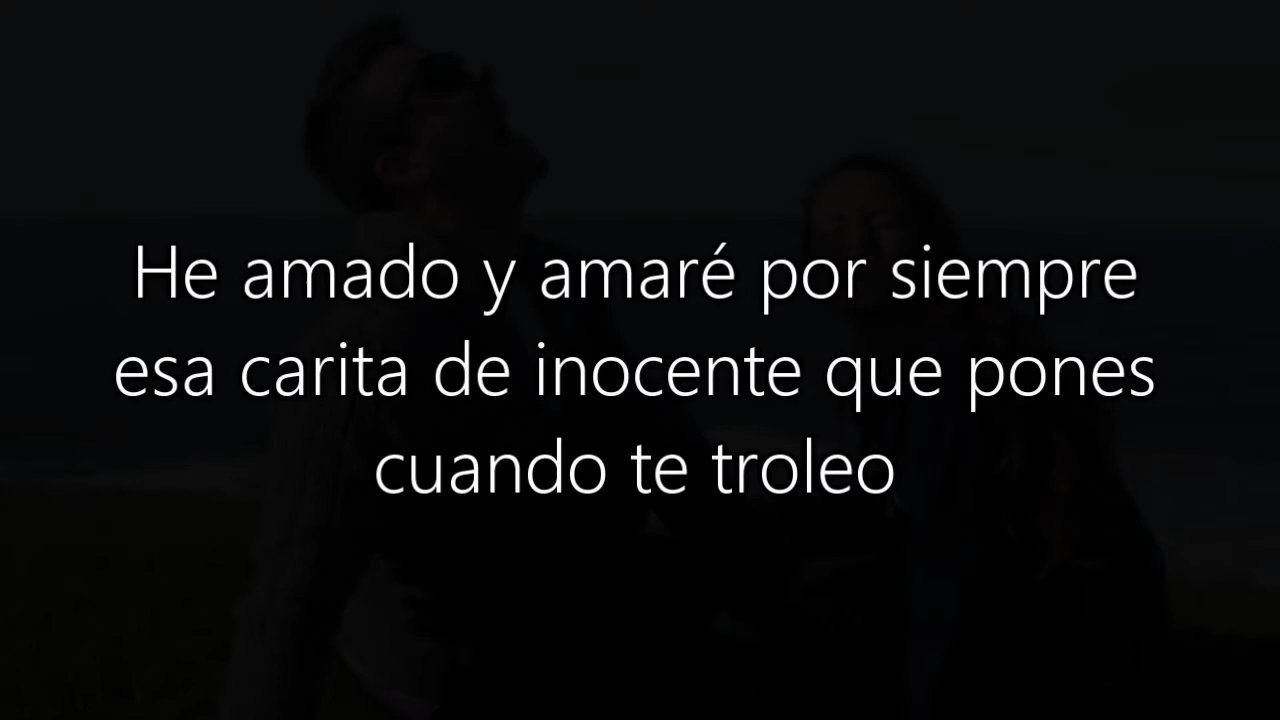 He amado y amaré por siempre
esa carita de inocente que pones
cuando te troleo